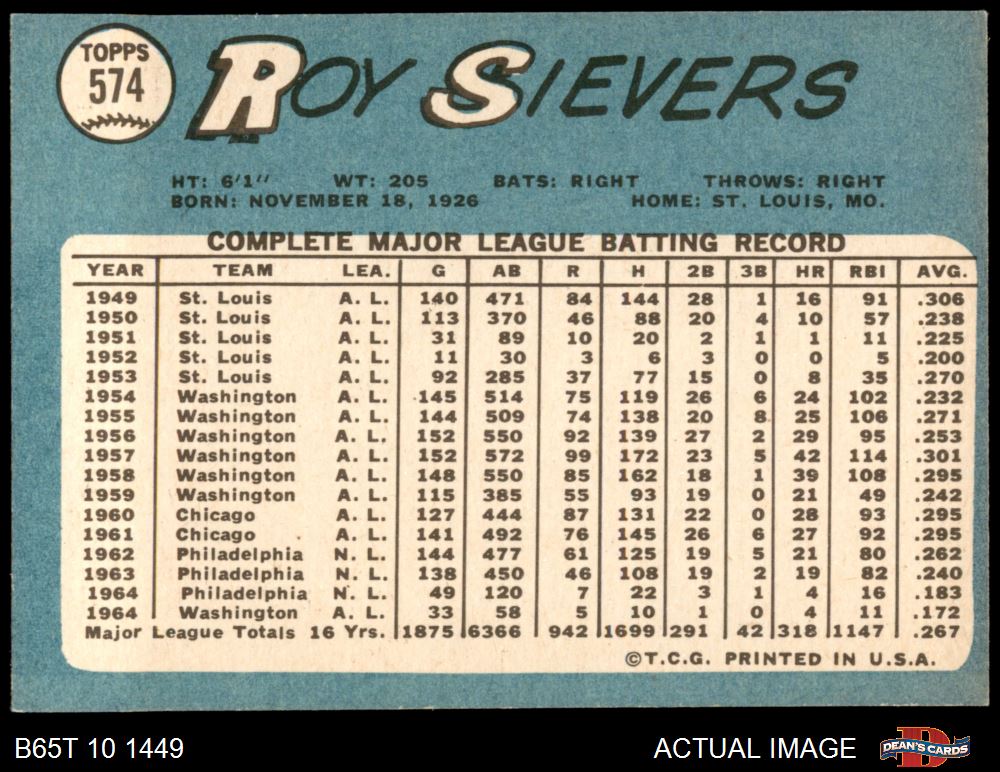 TOPPS
574
ROY SIEVERS
HT: 6'1" WT: 205 BATS: RIGHT THROWS: RIGHT
BORN: NOVEMBER 18, 1926 HOME: ST. LOUIS, MO.
COMPLETE MAJOR LEAGUE BATTING RECORD
YEAR TEAM LEA. G AB R H 2B 3B HR RBI AVG.
1949 St. Louis A. L. 140 471 84 144 28 1 16 91 .306
1950 St. Louis A. L. 113 370 46 88 20 4 10 57 .238
1951 St. Louis A. L. 31 89 10 20 2 1 1 11 .225
1952 St. Louis A. L. 11 30 3 6 3 0 0 5 .200
1953 St. Louis A. L. 92 285 37 77 15 0 8 35 .270
1954 Washington A. L. 145 514 75 119 26 6 24 102 .232
1955 Washington A. L. 144 509 74 138 20 8 25 106 .271
1956 Washington A. L. 152 550 92 139 27 2 29 95 .253
1957 Washington A. L. 152 572 99 172 23 5 42 114 .301
1958 Washington A. L. 148 550 85 162 18 1 39 108 .295
1959 Washington A. L. 115 385 55 93 19 0 21 49 .242
1960 Chicago A. L. 127 444 87 131 22 0 28 93 .295
1961 Chicago A. L. 141 492 76 145 26 6 27 92 .295
1962 Philadelphia N. L. 144 477 61 125 19 5 21 80 .262
1963 Philadelphia N. L. 138 450 46 108 19 2 19 82 .240
1964 Philadelphia N. L. 49 120 7 22 3 1 4 16 .183
1964 Washington A. L. 33 58 5 10 1 0 4 11 .172
Major League Totals 16 Yrs. 1875 6366 942 1699 291 42 318 1147 .267
©T.C.G. PRINTED IN U.S.A.
B65T 10 1449 ACTUAL IMAGE DEAN'S CARDS